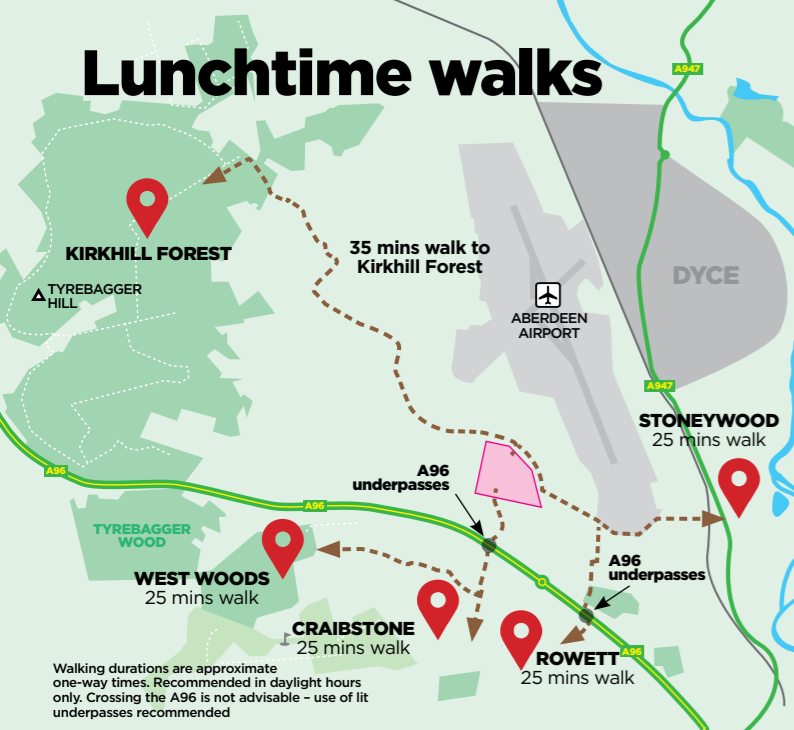 Lunchtime walks
A947
KIRKHILL FOREST
35 mins walk to
Kirkhill Forest
DYCE
TYREBAGGER
HILL
ABERDEEN
AIRPORT
A947
STONEYWOOD
25 mins walk
A96
A96
underpasses
A96
TYREBAGGER
WOOD
A96
underpasses
WEST WOODS
25 mins walk
CRAIBSTONE
25 mins walk
ROWETT
25 mins walk
A96
Walking durations are approximate
one-way times. Recommended in daylight hours
only. Crossing the A96 is not advisable – use of lit
underpasses recommended